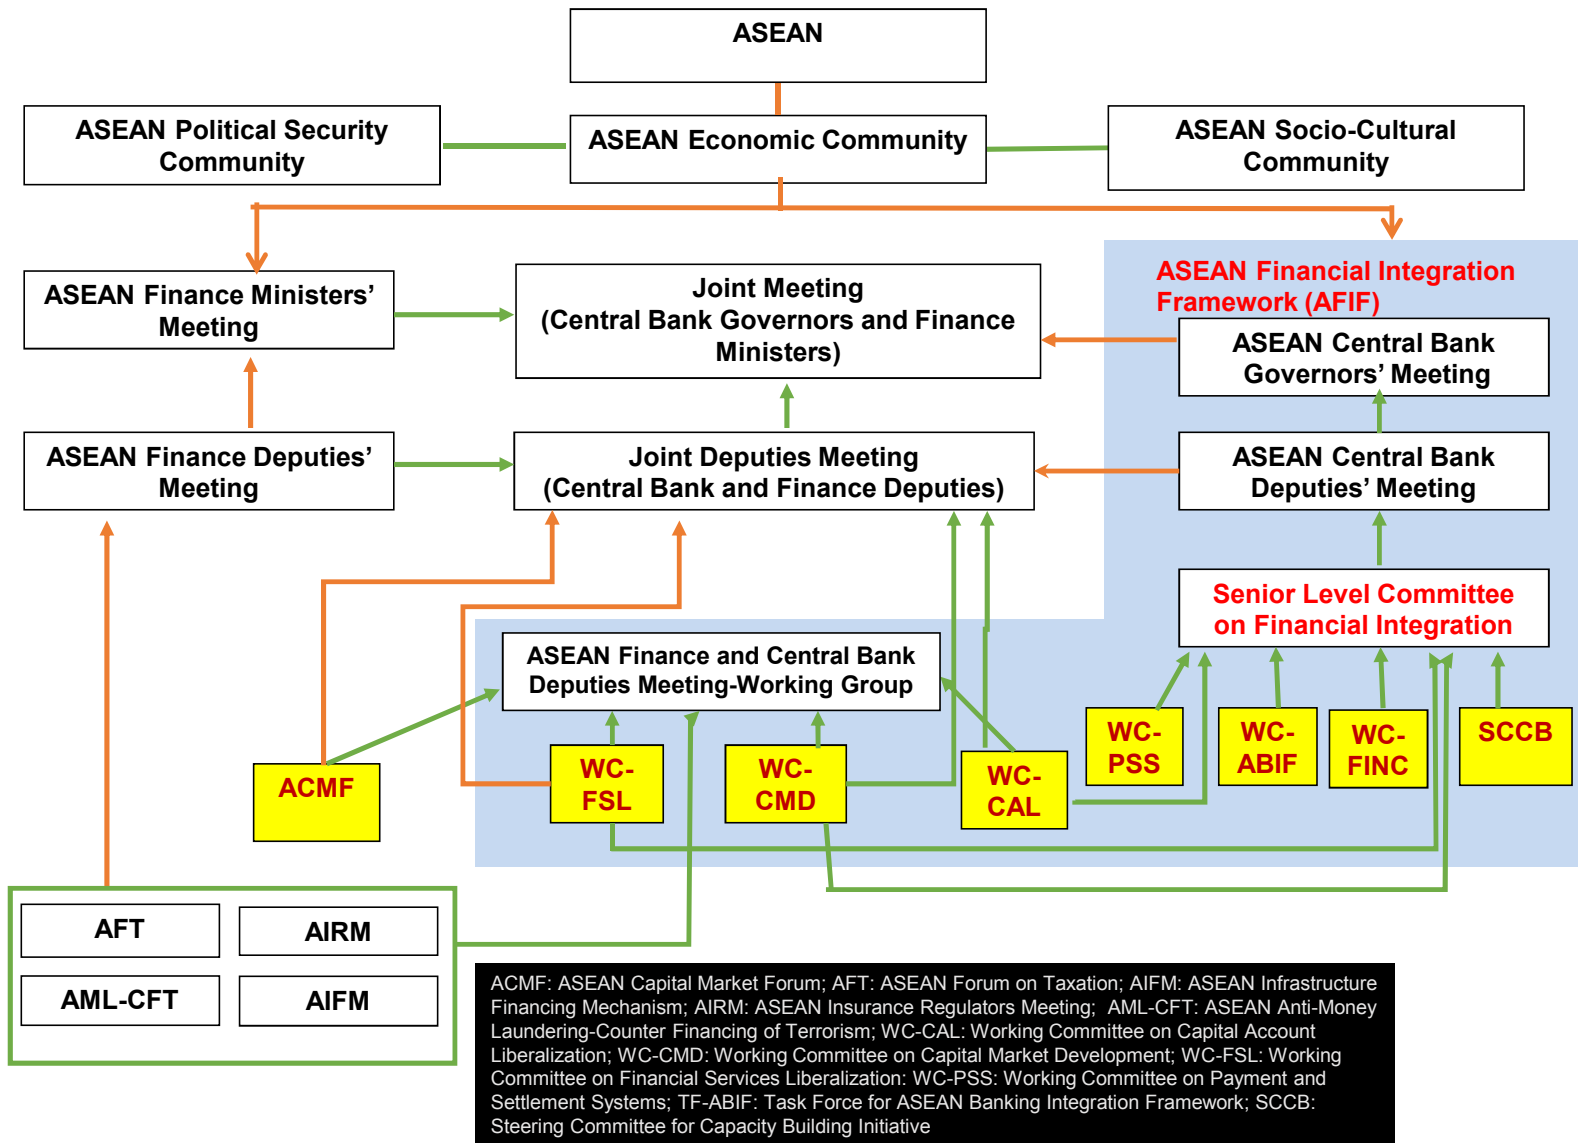 ASEAN
ASEAN Political Security
Community
ASEAN Economic Community
ASEAN Socio-Cultural
Community
ASEAN Finance Ministers’
Meeting
Joint Meeting
(Central Bank Governors and Finance
Ministers)
ASEAN Financial Integration
Framework (AFIF)
ASEAN Central Bank
Governors’ Meeting
ASEAN Finance Deputies’
Meeting
Joint Deputies Meeting
(Central Bank and Finance Deputies)
ASEAN Central Bank
Deputies’ Meeting
Senior Level Committee
on Financial Integration
ASEAN Finance and Central Bank
Deputies Meeting-Working Group
ACMF
WC-
FSL
WC-
CMD
WC-
CAL
WC-
PSS
WC-
ABIF
WC-
FINC
SCCB
AFT
AIRM
AML-CFT
AIFM
ACMF: ASEAN Capital Market Forum; AFT: ASEAN Forum on Taxation; AIFM: ASEAN Infrastructure
Financing Mechanism; AIRM: ASEAN Insurance Regulators Meeting; AML-CFT: ASEAN Anti-Money
Laundering-Counter Financing of Terrorism; WC-CAL: Working Committee on Capital Account
Liberalization; WC-CMD: Working Committee on Capital Market Development; WC-FSL: Working
Committee on Financial Services Liberalization: WC-PSS: Working Committee on Payment and
Settlement Systems; TF-ABIF: Task Force for ASEAN Banking Integration Framework; SCCB:
Steering Committee for Capacity Building Initiative